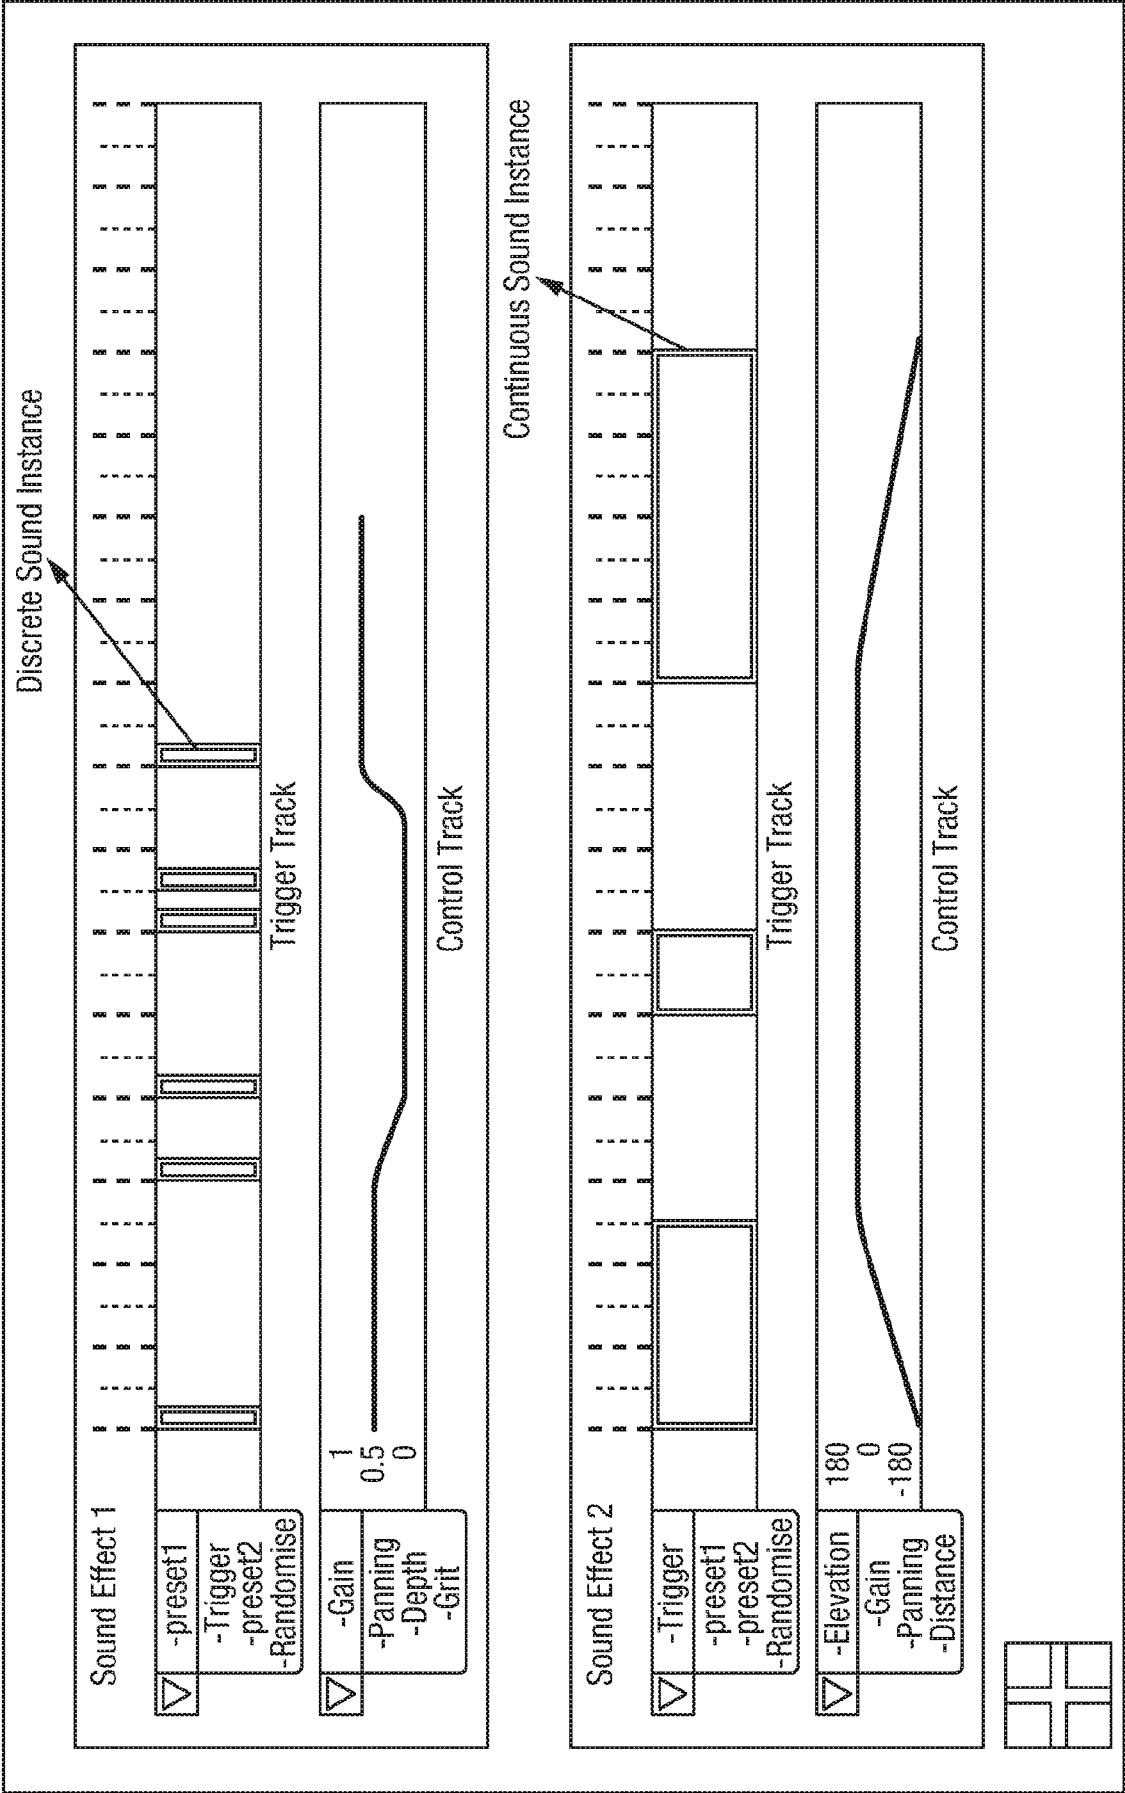 Discrete Sound Instance
Sound Effect 1
-preset1
-Trigger
-preset2
-Randomise
Trigger Track
-Gain
-Panning
-Depth
-Grit
1
0.5
0
Control Track
Continuous Sound Instance
Sound Effect 2
-Trigger
-preset1
-preset2
-Randomise
Trigger Track
-Elevation
-Gain
-Panning
-Distance
180
0
-180
Control Track